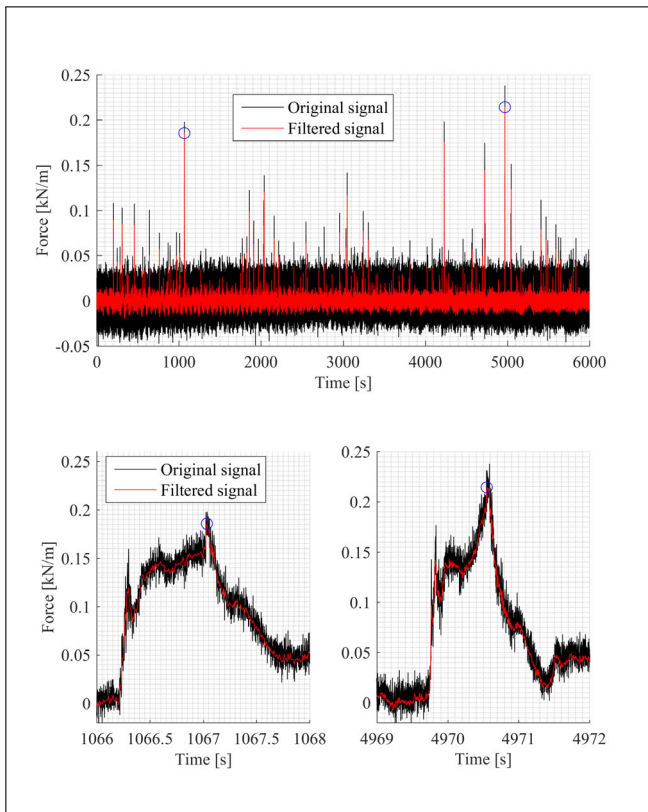 0.25
0.2
0.15
0.1
0.05
0
-0.05
Force [kN/m]
Original signal
Filtered signal
0 1000 2000 3000 4000 5000 6000
Time [s]
0.25
0.2
0.15
0.1
0.05
0
Force [kN/m]
Original signal
Filtered signal
1066 1066.5 1067 1067.5 1068
Time [s]
0.25
0.2
0.15
0.1
0.05
0
4969 4970 4971 4972
Time [s]